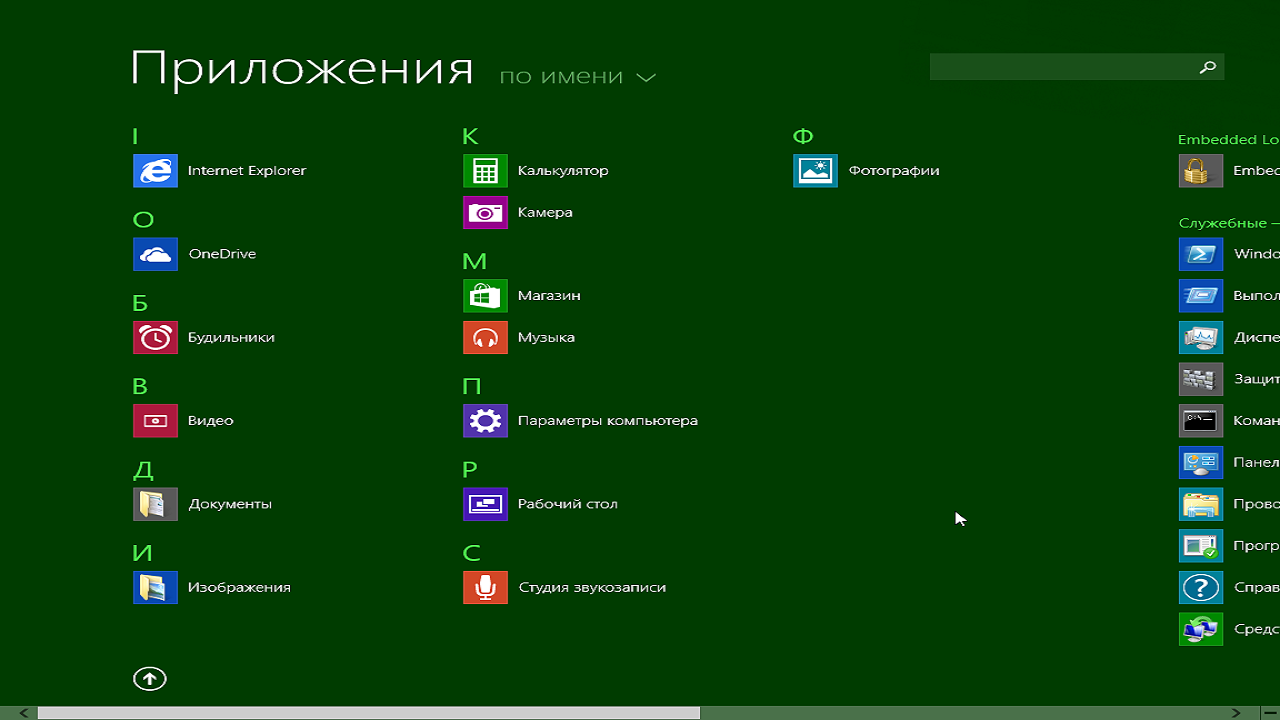 Приложения
по имени
I
Internet Explorer
O
OneDrive
Б
Будильники
В
Видео
Д
Документы
И
Изображения
К
Калькулятор
Камера
М
Магазин
Музыка
П
Параметры компьютера
Р
Рабочий стол
С
Студия звукозаписи
Ф
Фотографии
Embedded Lo
Embec
Служебные —
Windo
Выпол
Диспе
Защит
Коман
Панел
Прово
Прогр
Справ
Средс